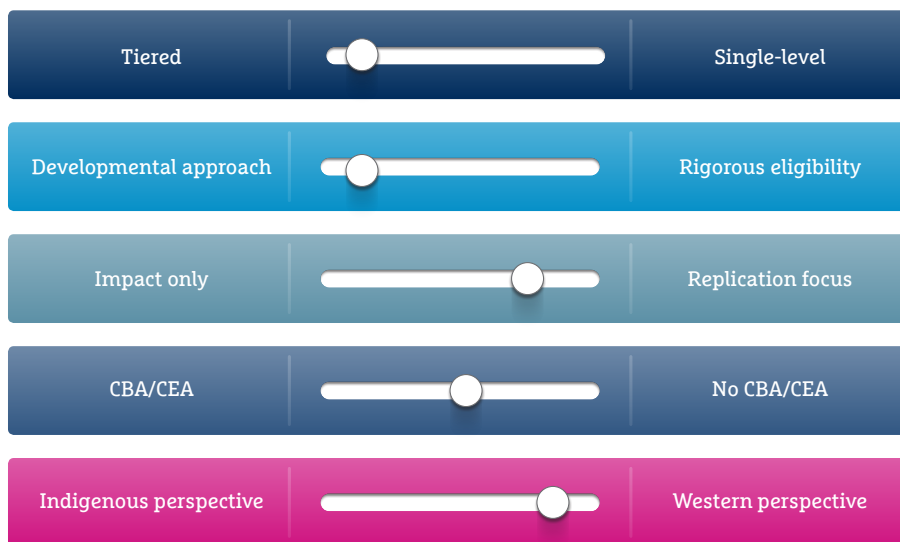 Tiered Single-level
Developmental approach Rigorous eligibility
Impact only Replication focus
CBA/CEA No CBA/CEA
Indigenous perspective Western perspective